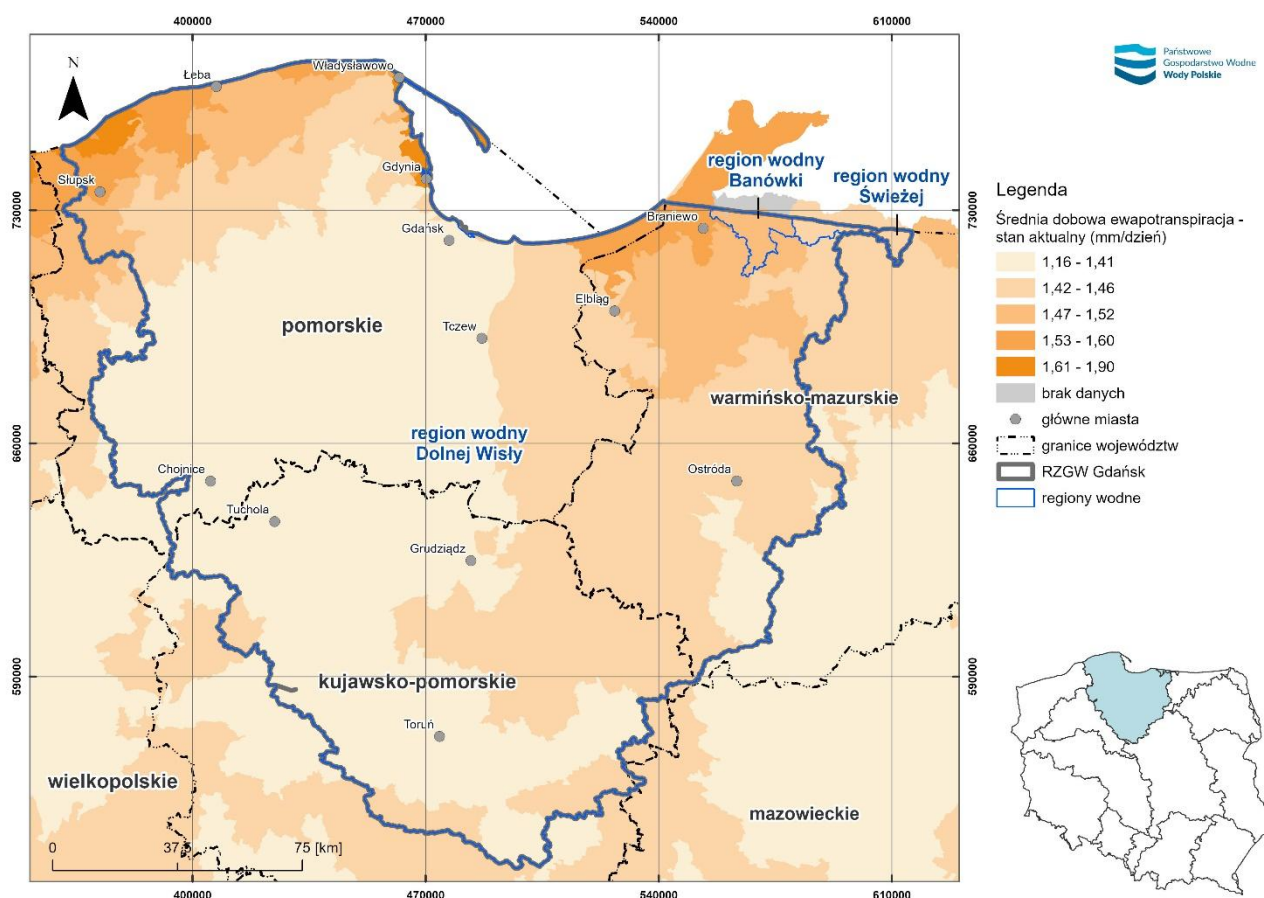 400000
470000
540000
610000
N
Łeba
Władysławowo
Państwowe
Gospodarstwo Wodne
Wody Polskie
region wodny
Banówki
region wodny
Świeżej
Gdynia
Słupsk
730000
730000
Braniewo
Gdańsk
Elbląg
pomorskie
Tczew
warmińsko-mazurskie
region wodny
Dolnej Wisły
660000
660000
Chojnice
Ostróda
Tuchola
Grudziądz
590000
590000
kujawsko-pomorskie
Toruń
wielkopolskie
mazowieckie
0
37,5
75 [km]
400000
470000
540000
610000
Legenda
Średnia dobowa ewapotranspiracja -
stan aktualny (mm/dzień)
1,16 - 1,41
1,42 - 1,46
1,47 - 1,52
1,53 - 1,60
1,61 - 1,90
brak danych
główne miasta
granice województw
RZGW Gdańsk
regiony wodne